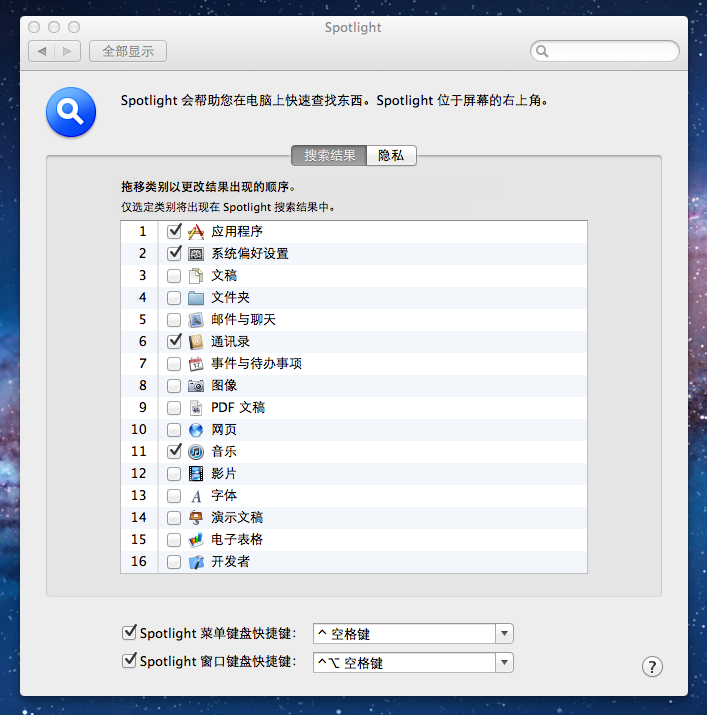 Spotlight
全部显示
Spotlight 会帮助您在电脑上快速查找东西。Spotlight 位于屏幕的右上角。
搜索结果 隐私
拖移类别以更改结果出现的顺序。
仅选定类别将出现在 Spotlight 搜索结果中。
1 应用程序
2 系统偏好设置
3 文稿
4 文件夹
5 邮件与聊天
6 通讯录
7 事件与待办事项
8 图像
9 PDF 文稿
10 网页
11 音乐
12 影片
13 字体
14 演示文稿
15 电子表格
16 开发者
Spotlight 菜单键盘快捷键： ^ 空格键
Spotlight 窗口键盘快捷键： ^⌥ 空格键
?